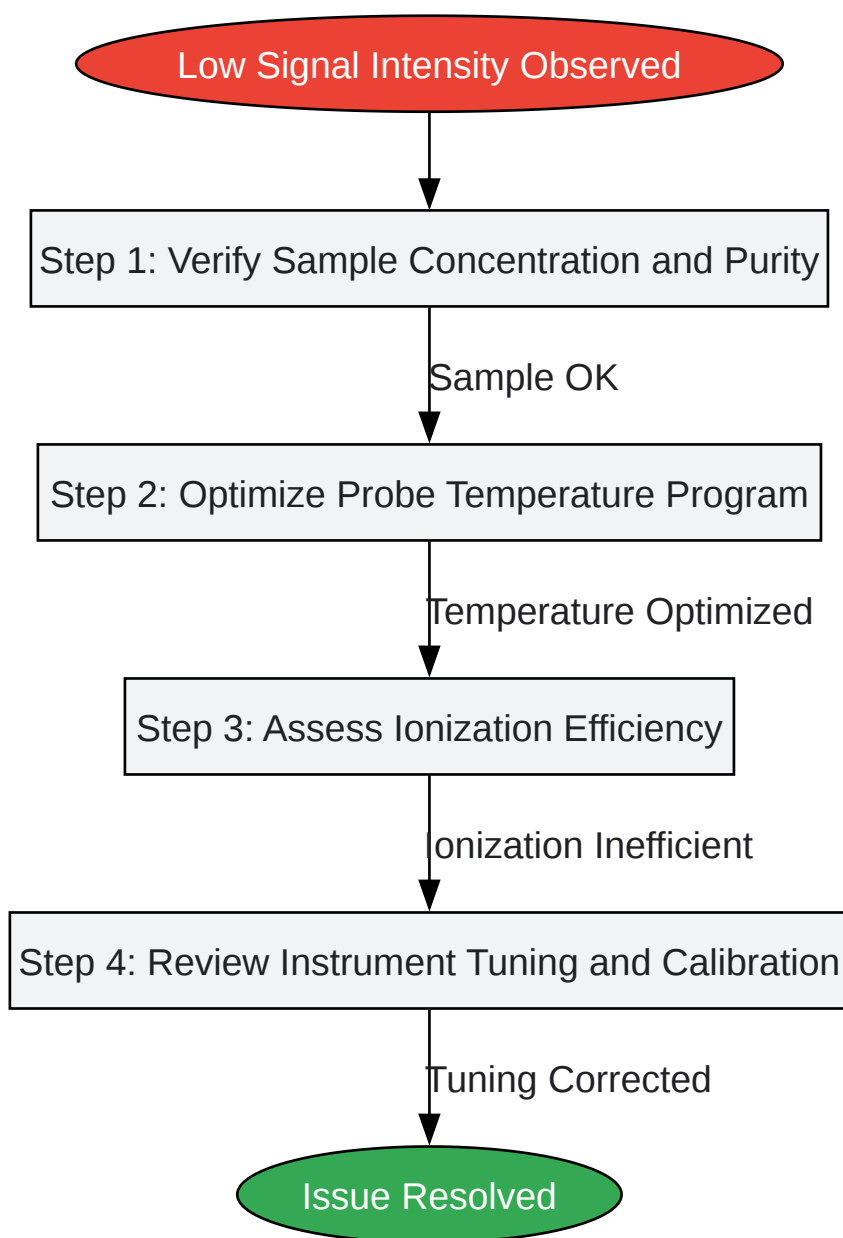 Low Signal Intensity Observed
Step 1: Verify Sample Concentration and Purity
Sample OK
Step 2: Optimize Probe Temperature Program
Temperature Optimized
Step 3: Assess Ionization Efficiency
Ionization Inefficient
Step 4: Review Instrument Tuning and Calibration
Tuning Corrected
Issue Resolved